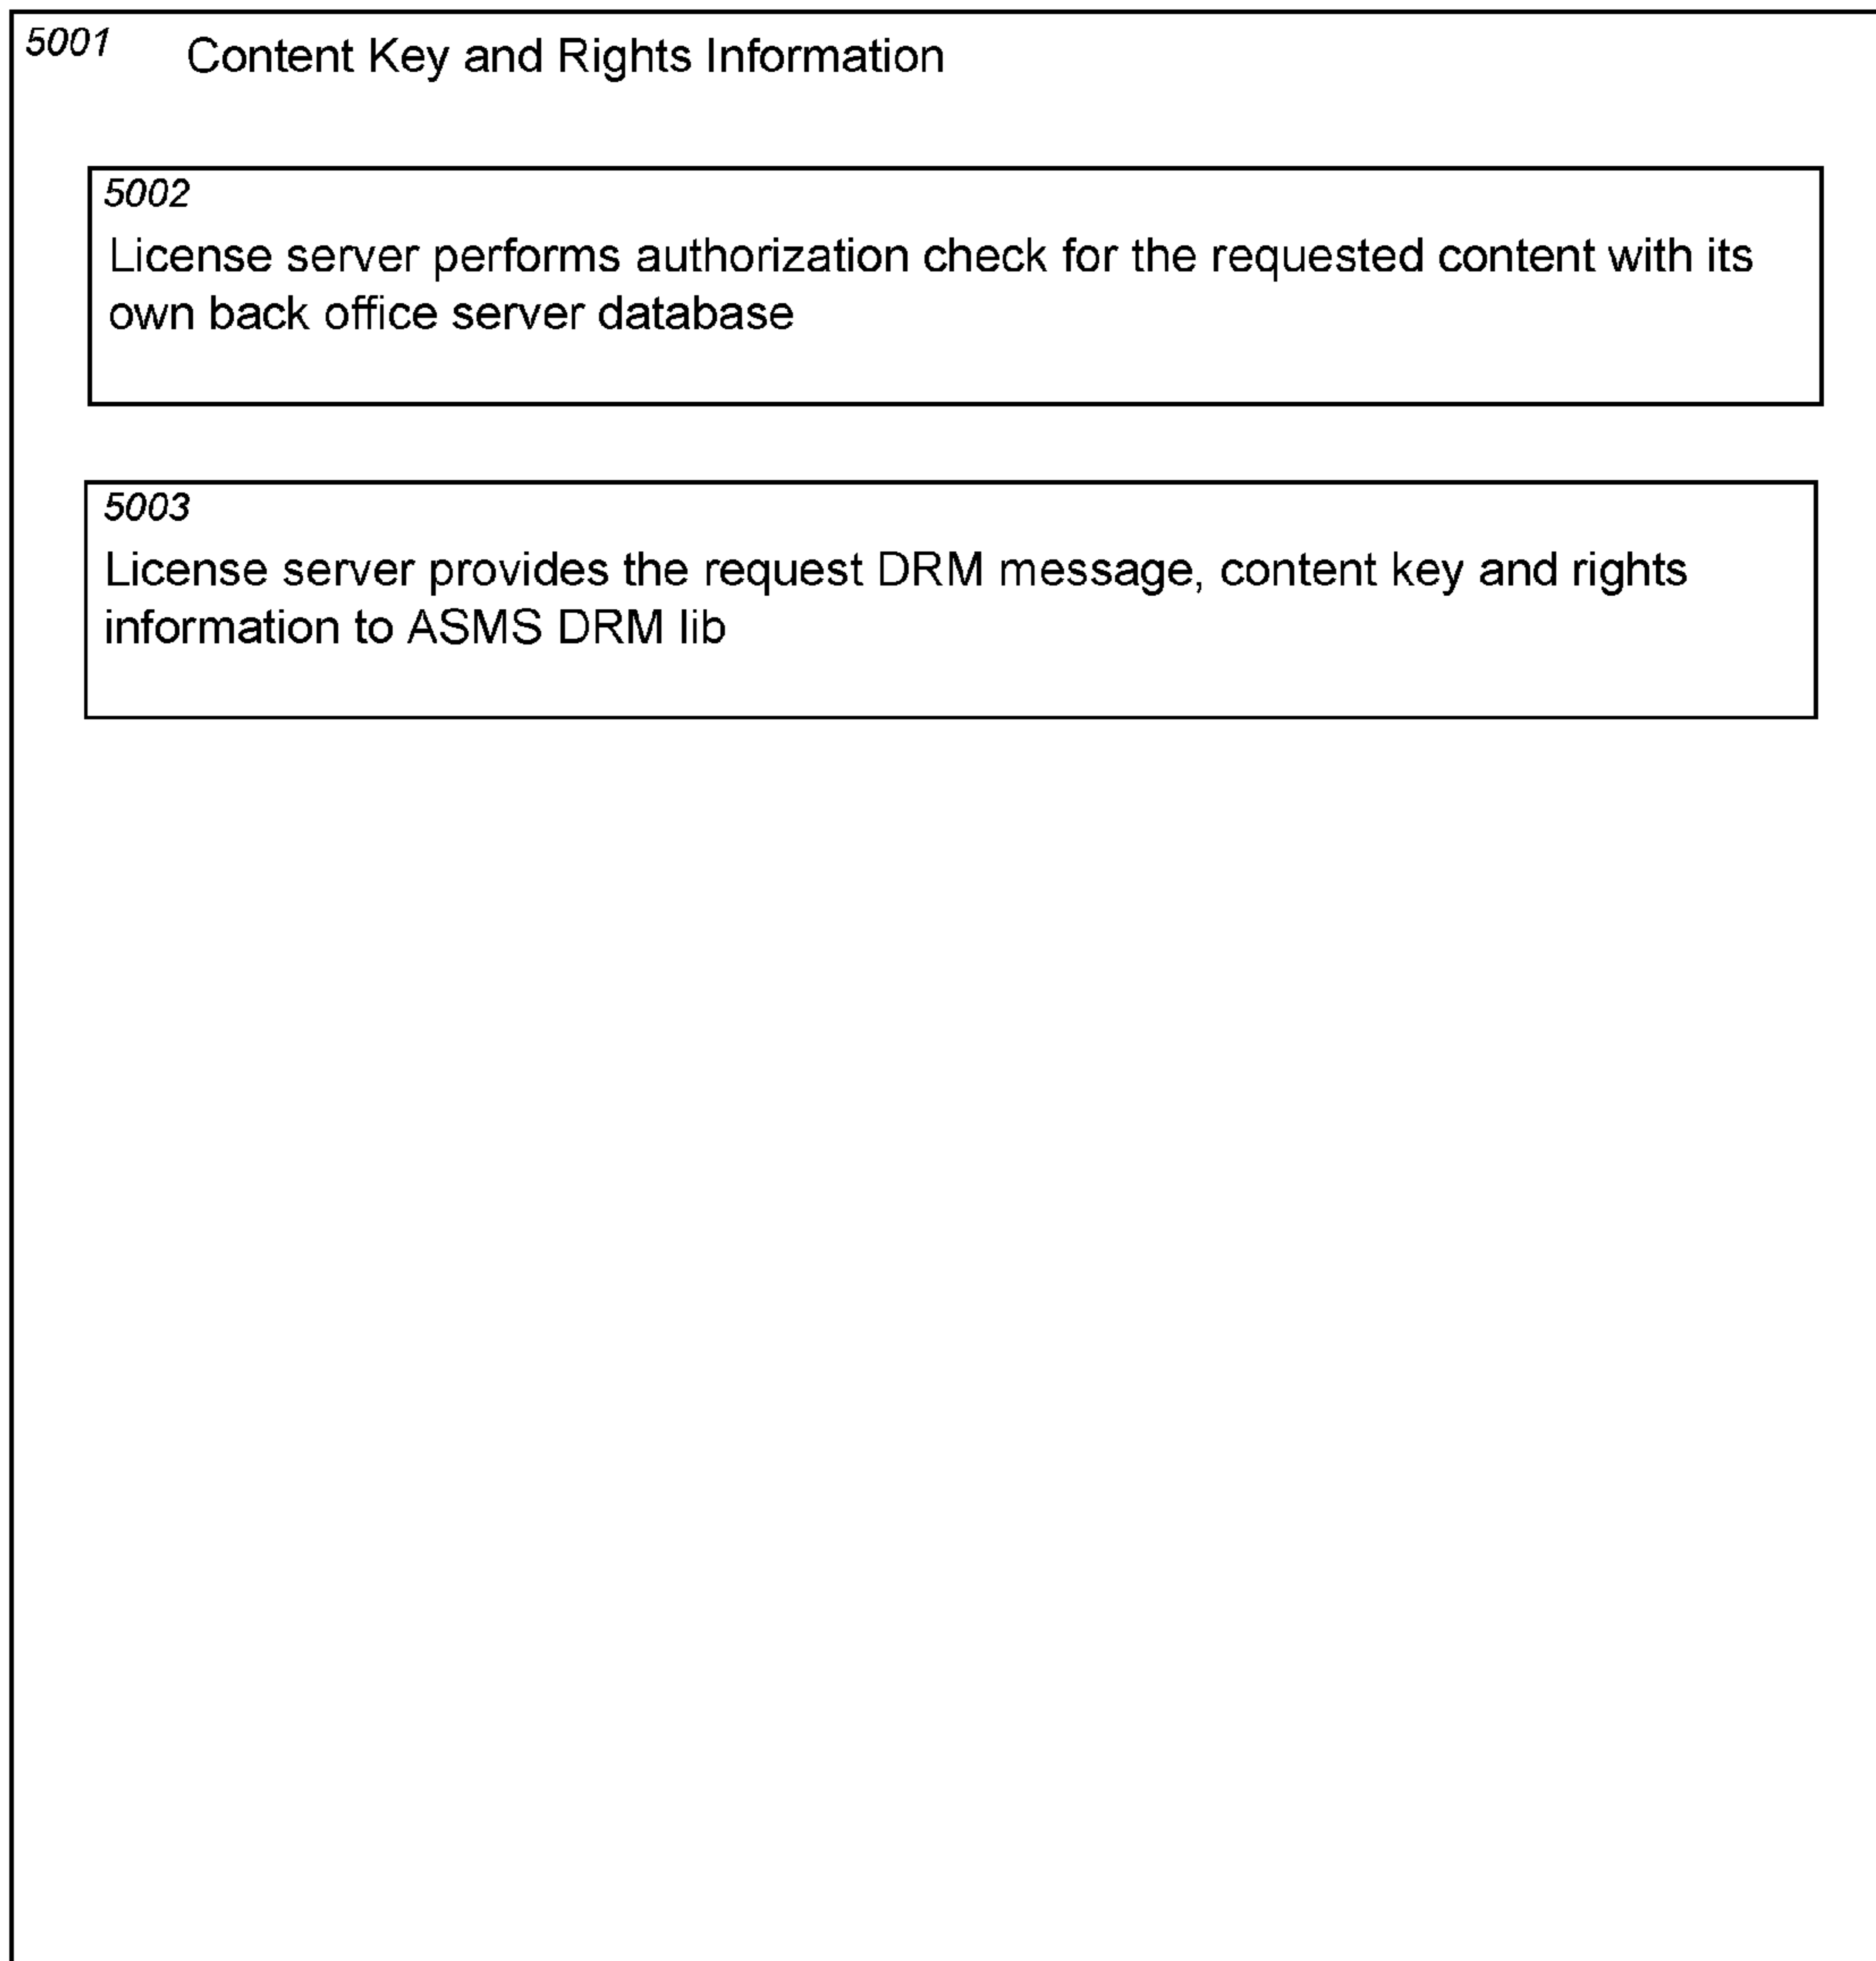 5001 Content Key and Rights Information
5002
License server performs authorization check for the requested content with its
own back office server database
5003
License server provides the request DRM message, content key and rights
information to ASMS DRM lib